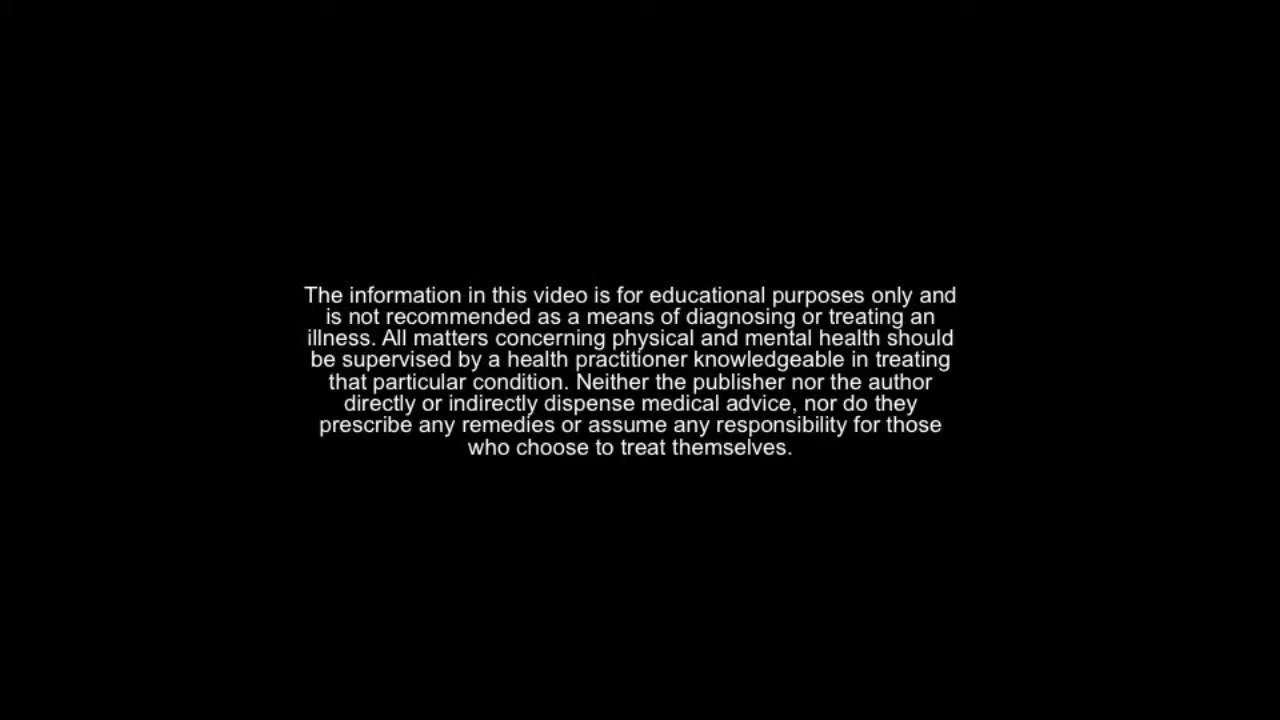 The information in this video is for educational purposes only and
is not recommended as a means of diagnosing or treating an
illness. All matters concerning physical and mental health should
be supervised by a health practitioner knowledgeable in treating
that particular condition. Neither the publisher nor the author
directly or indirectly dispense medical advice, nor do they
prescribe any remedies or assume any responsibility for those
who choose to treat themselves.